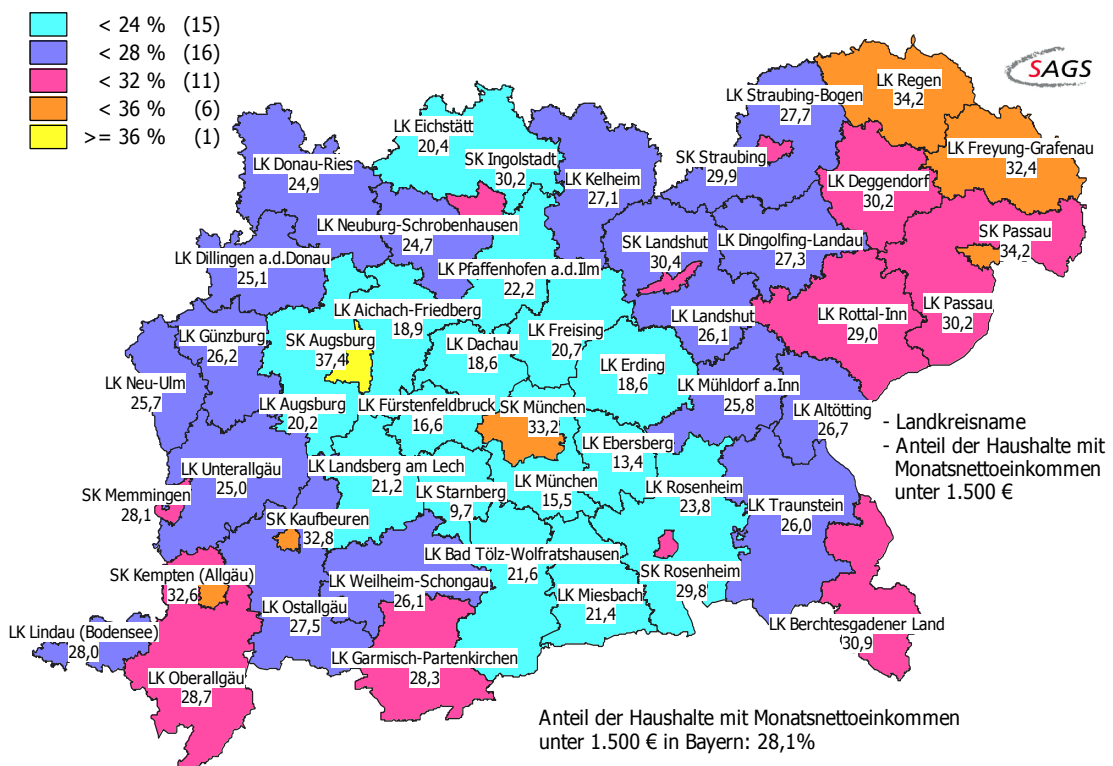 < 24 % (15)
< 28 % (16)
< 32 % (11)
< 36 % (6)
>= 36 % (1)
SAGS
LK Regen
34,2
LK Straubing-Bogen
27,7
LK Eichstätt
20,4
LK Freyung-Grafenau
32,4
SK Ingolstadt
30,2
SK Straubing
29,9
LK Donau-Ries
24,9
LK Kelheim
27,1
LK Deggendorf
30,2
LK Neuburg-Schrobenhausen
24,7
SK Passau
34,2
SK Landshut
30,4
LK Dingolfing-Landau
27,3
LK Dillingen a.d.Donau
25,1
LK Pfaffenhofen a.d.Ilm
22,2
LK Aichach-Friedberg
18,9
LK Passau
30,2
LK Rottal-Inn
29,0
LK Landshut
26,1
LK Günzburg
26,2
LK Freising
20,7
SK Augsburg
37,4
LK Dachau
18,6
LK Erding
18,6
LK Neu-Ulm
25,7
LK Mühldorf a.Inn
25,8
LK Augsburg
20,2
LK Fürstenfeldbruck
16,6
SK München
33,2
LK Altötting
26,7
- Landkreisname
- Anteil der Haushalte mit
Monatsnettoeinkommen
unter 1.500 €
LK Ebersberg
13,4
LK Unterallgäu
25,0
LK Landsberg am Lech
21,2
LK München
15,5
LK Rosenheim
23,8
SK Memmingen
28,1
LK Starnberg
9,7
LK Traunstein
26,0
SK Kaufbeuren
32,8
LK Bad Tölz-Wolfratshausen
21,6
SK Kempten (Allgäu)
32,6
LK Weilheim-Schongau
26,1
SK Rosenheim
29,8
LK Miesbach
21,4
LK Ostallgäu
27,5
LK Berchtesgadener Land
30,9
LK Lindau (Bodensee)
28,0
LK Garmisch-Partenkirchen
28,3
LK Oberallgäu
28,7
Anteil der Haushalte mit Monatsnettoeinkommen
unter 1.500 € in Bayern: 28,1%